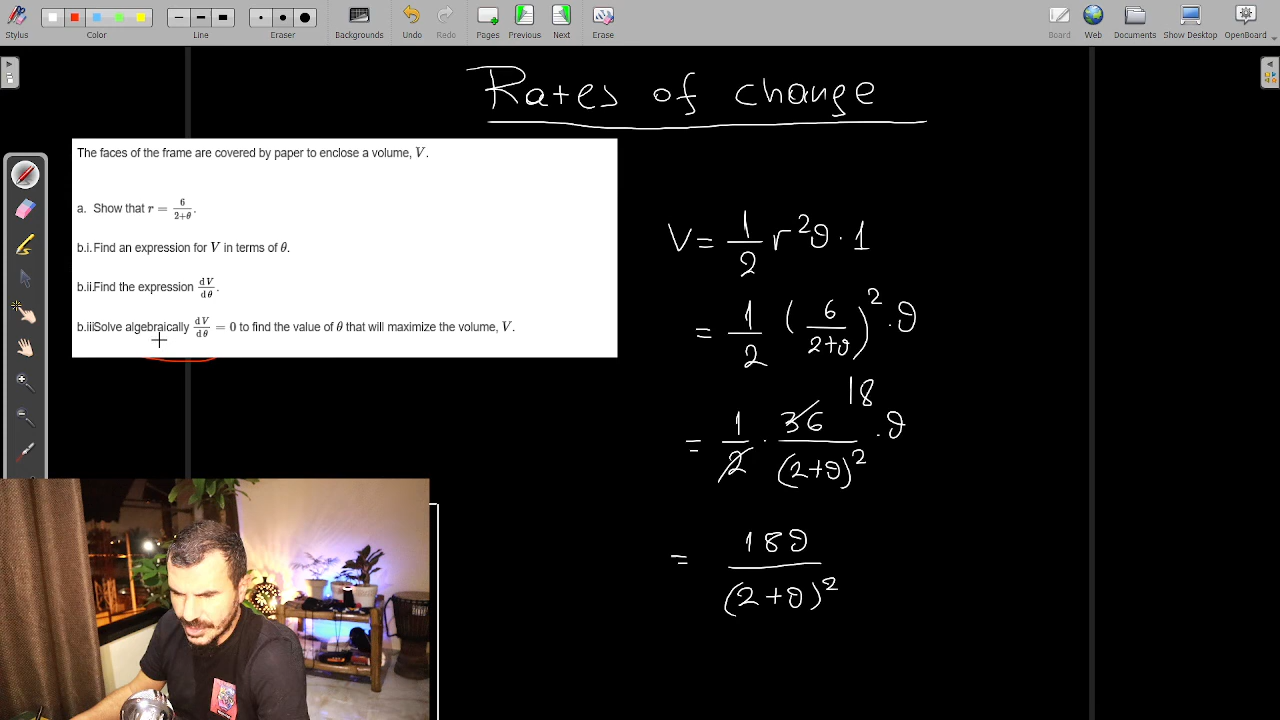 Stylus Color Line Eraser Backgrounds Undo Redo Pages Previous Next Erase Board Web Documents Show Desktop OpenBoard
Rates of change
The faces of the frame are covered by paper to enclose a volume, V.
a. Show that r = 6/(2+θ).
b.i.Find an expression for V in terms of θ.
b.ii.Find the expression dV/dθ.
b.iiiSolve algebraically dV/dθ = 0 to find the value of θ that will maximize the volume, V.
V = 1/2 r²θ · 1
= 1/2 (6/(2+θ))² · θ
= 1/2 · 36/(2+θ)² · θ 18
= 18θ/(2+θ)²